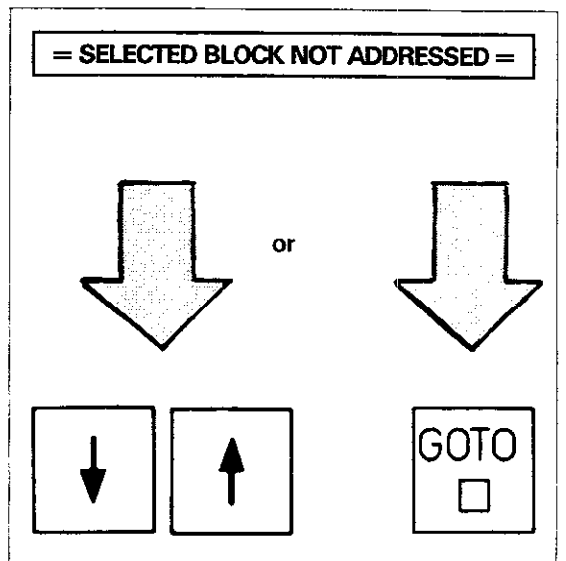 = SELECTED BLOCK NOT ADDRESSED =
or
GOTO